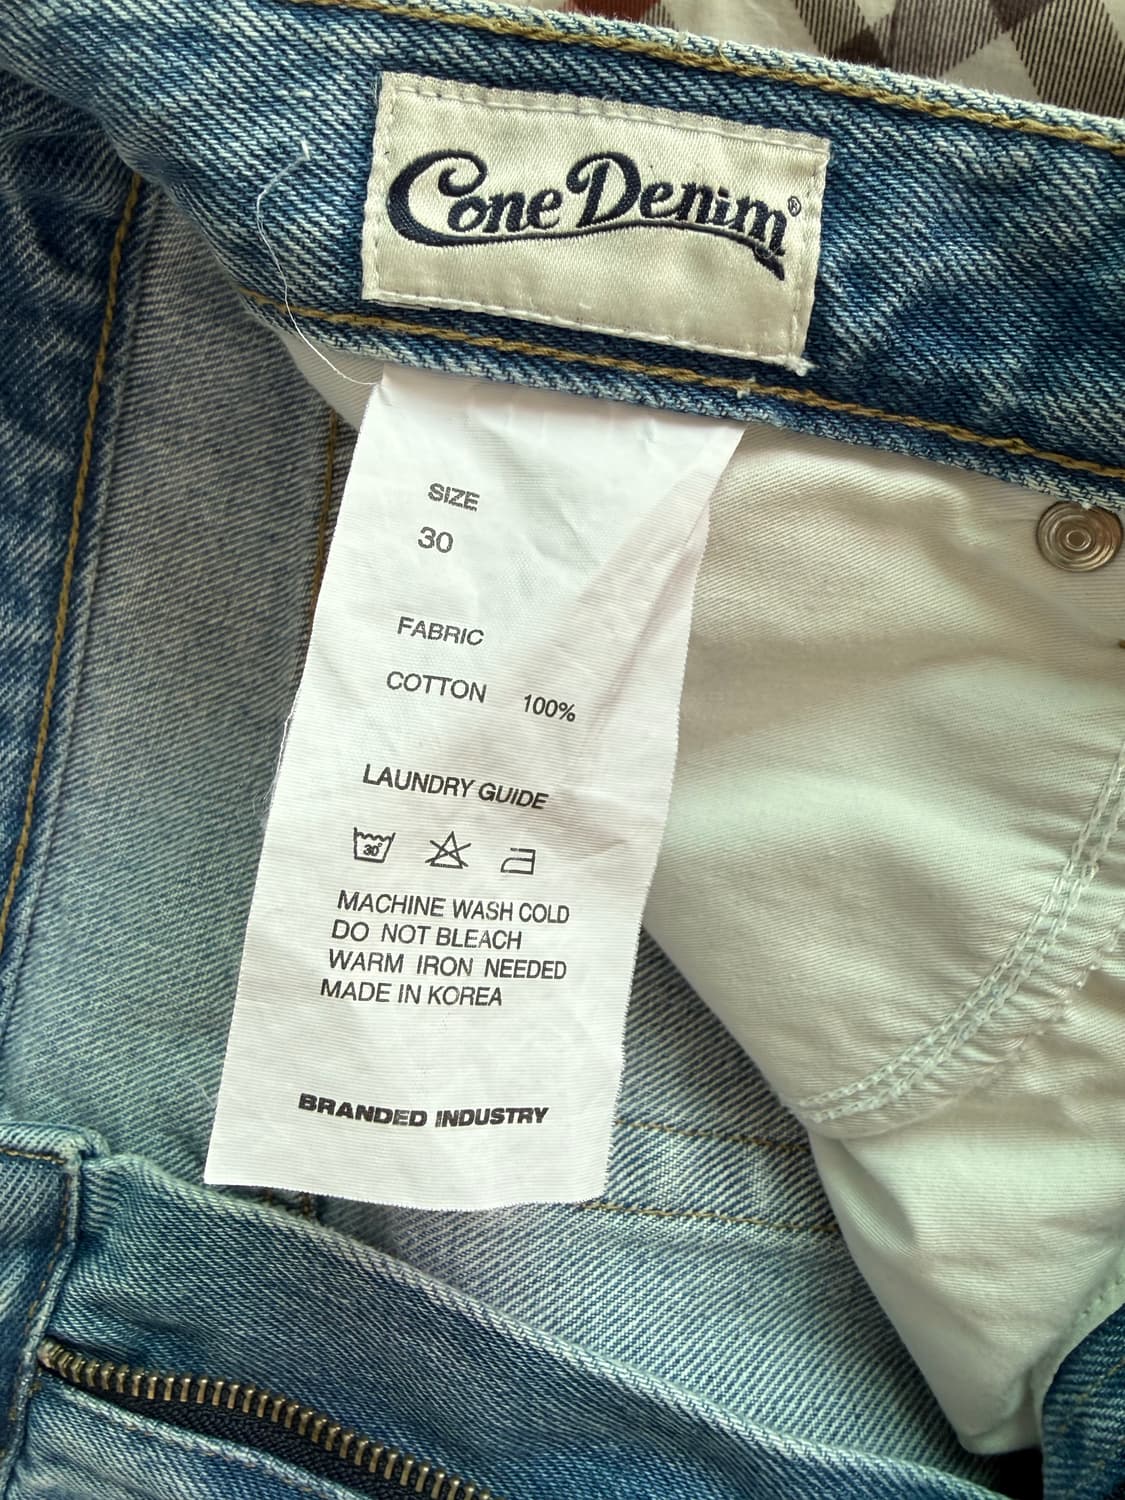 Cone Denim®
SIZE
30
FABRIC
COTTON 100%
LAUNDRY GUIDE
30°
MACHINE WASH COLD
DO NOT BLEACH
WARM IRON NEEDED
MADE IN KOREA
BRANDED INDUSTRY